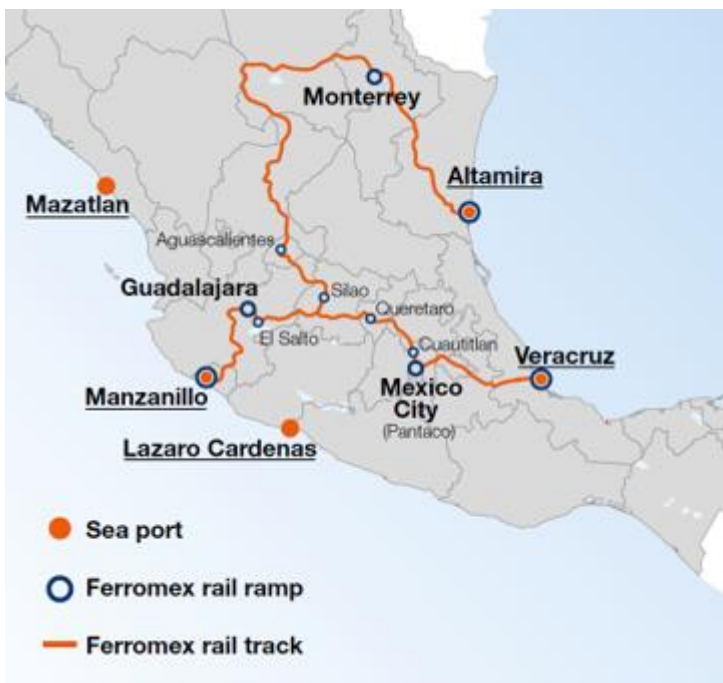 Monterrey
Altamira
Mazatlan
Aguascalientes
Guadalajara
Silao
Queretaro
El Salto
Cuautitlan
Veracruz
Manzanillo
Mexico
City
(Pantaco)
Lazaro Cardenas
Sea port
Ferromex rail ramp
Ferromex rail track